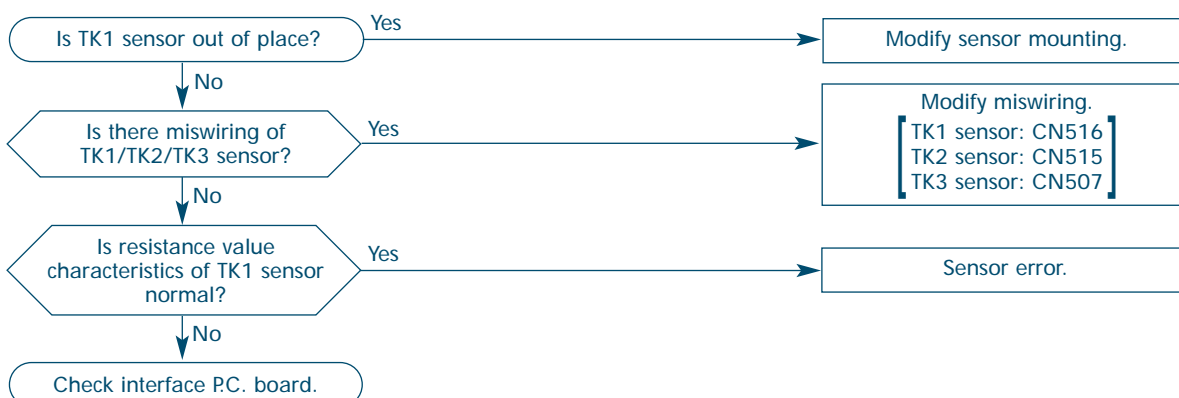 Is TK1 sensor out of place?
Yes
Modify sensor mounting.
No
Is there miswiring of
TK1/TK2/TK3 sensor?
Yes
Modify miswiring.
TK1 sensor: CN516
TK2 sensor: CN515
TK3 sensor: CN507
No
Is resistance value
characteristics of TK1 sensor
normal?
Yes
Sensor error.
No
Check interface P.C. board.